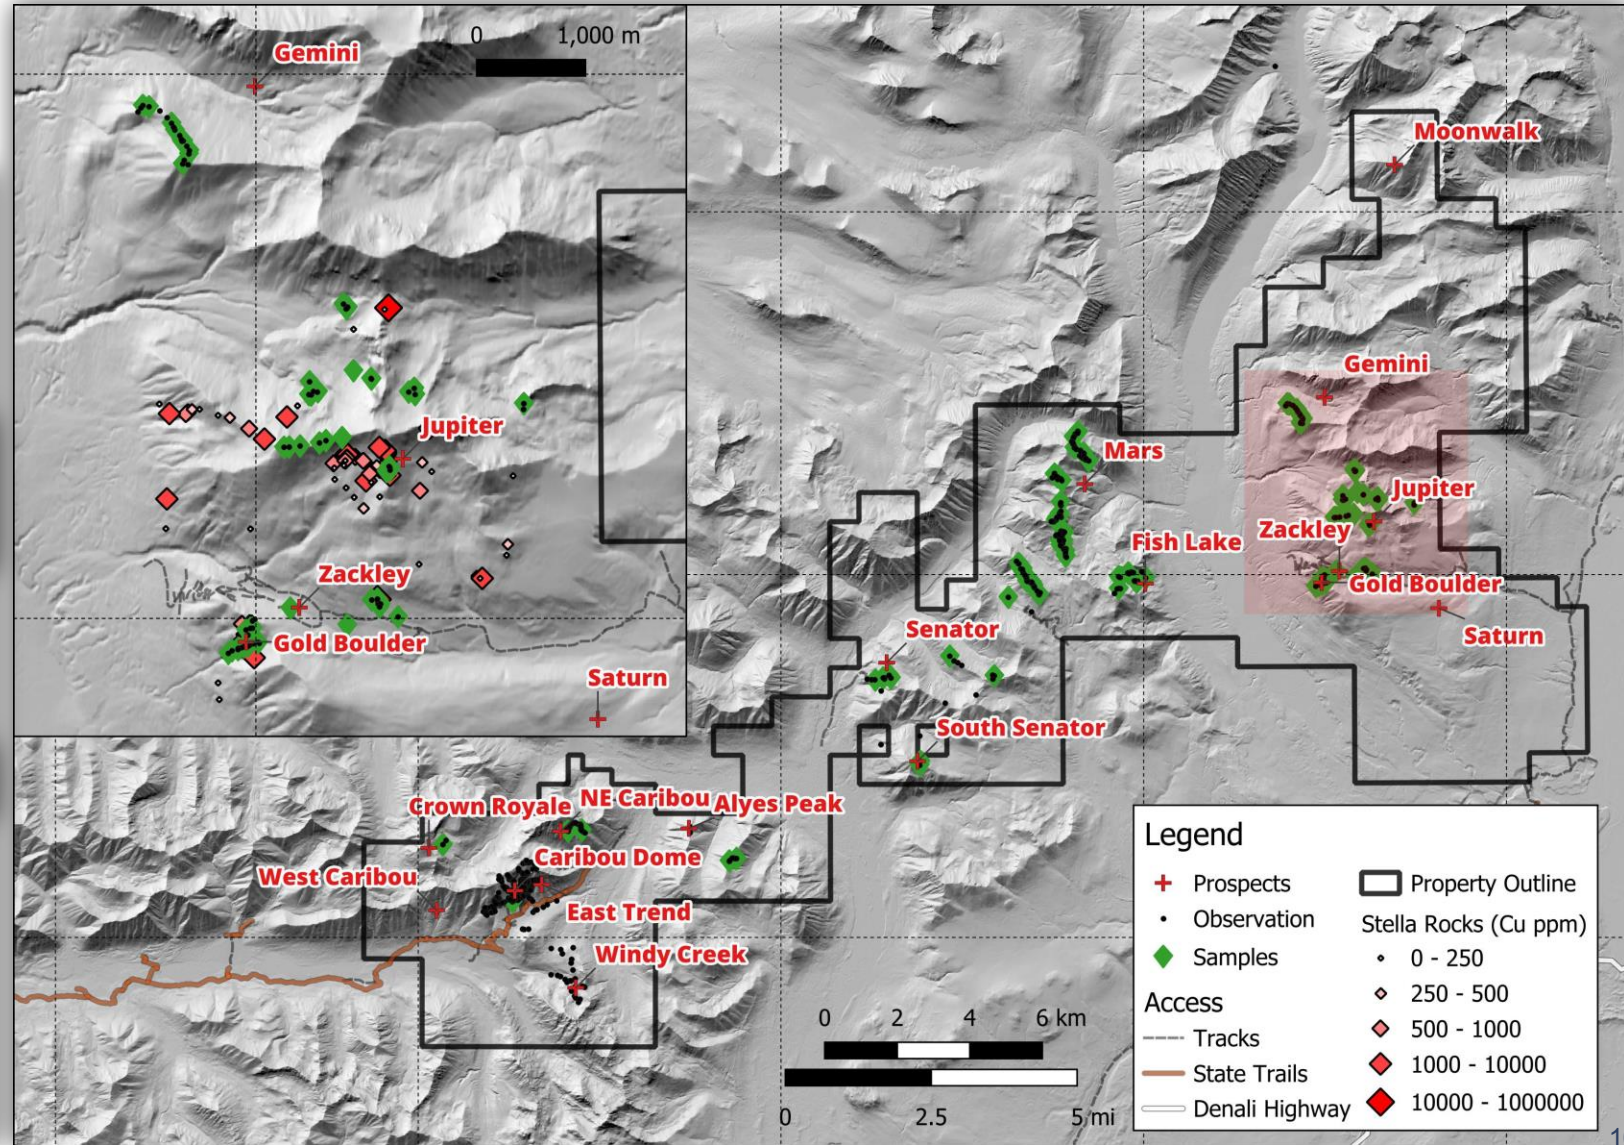 0 1,000 m
Gemini
Jupiter
Zackley
Gold Boulder
Saturn
Moonwalk
Gemini
Mars
Jupiter
Zackley
Fish Lake
Gold Boulder
Saturn
Senator
South Senator
Crown Royale
NE Caribou
Alyes Peak
Caribou Dome
West Caribou
East Trend
Windy Creek
0 2 4 6 km
0 2.5 5 mi
Legend
Prospects
Observation
Samples
Access
Tracks
State Trails
Denali Highway
Property Outline
Stella Rocks (Cu ppm)
0 - 250
250 - 500
500 - 1000
1000 - 10000
10000 - 1000000